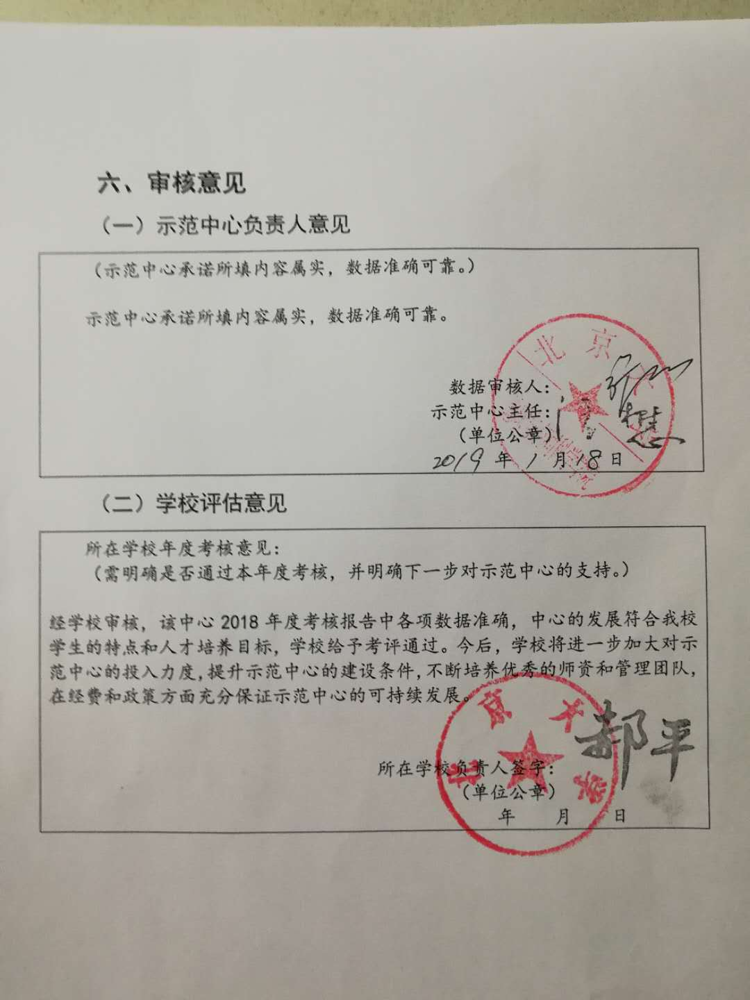 六、审核意见
（一）示范中心负责人意见
（示范中心承诺所填内容属实，数据准确可靠。）
示范中心承诺所填内容属实，数据准确可靠。
北京大
数据审核人：
示范中心主任：
（单位公章）
2019年1月18日
（二）学校评估意见
所在学校年度考核意见：
（需明确是否通过本年度考核，并明确下一步对示范中心的支持。）
经学校审核，该中心 2018 年度考核报告中各项数据准确，中心的发展符合我校
学生的特点和人才培养目标，学校给予考评通过。今后，学校将进一步加大对示
范中心的投入力度，提升示范中心的建设条件，不断培养优秀的师资和管理团队，
在经费和政策方面充分保证示范中心的可持续发展。
北京大学
郝平
所在学校负责人签字：
（单位公章）
年 月 日